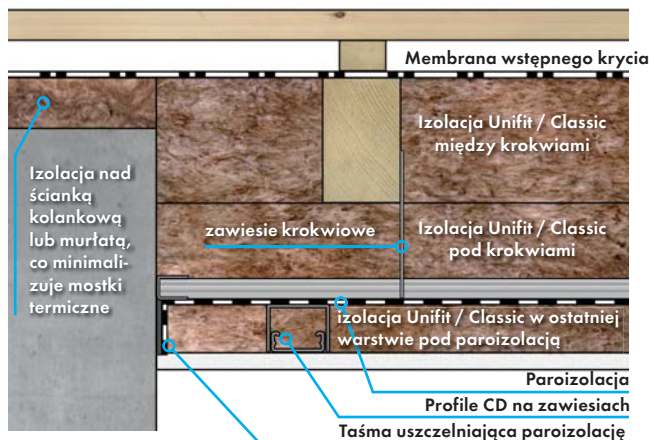 Membrana wstępnego krycia
Izolacja Unifit / Classic
między krokwiami
Izolacja nad
ścianką
kolankową
lub murłatą,
co minimali-
zuje mostki
termiczne
zawiesie krokwiowe
Izolacja Unifit / Classic
pod krokwiami
izolacja Unifit / Classic w ostatniej
warstwie pod paroizolacją
Paroizolacja
Profile CD na zawiesiach
Taśma uszczelniająca paroizolację